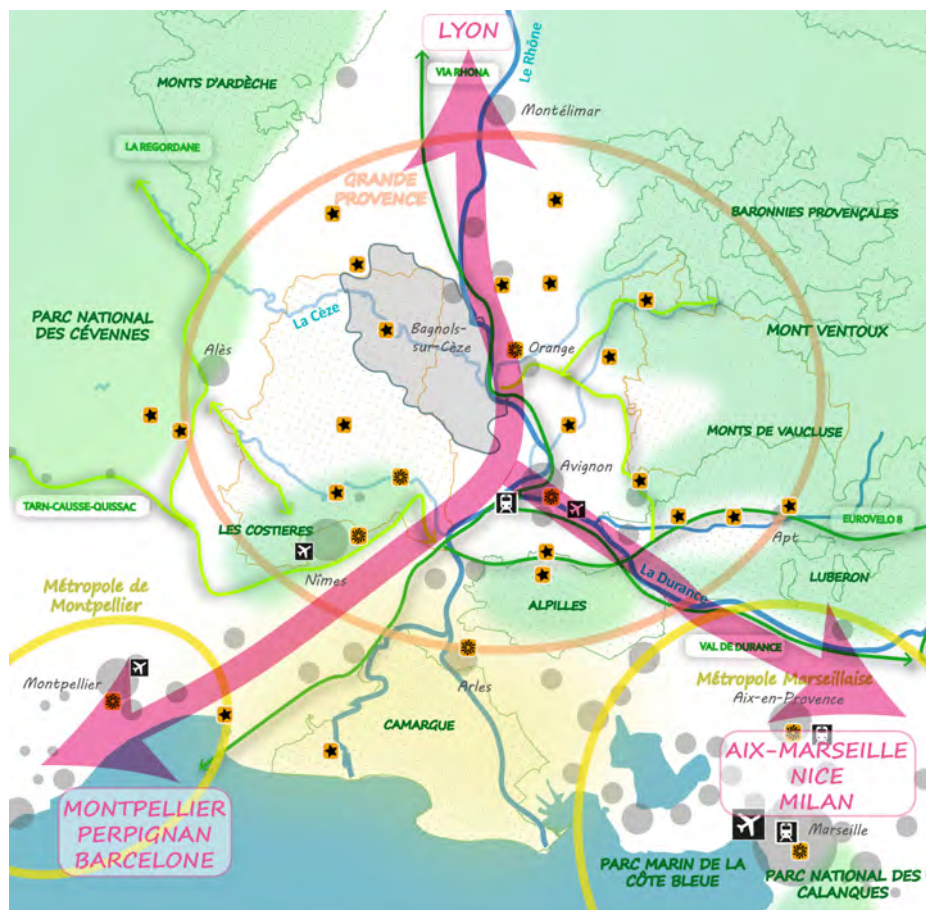 LYON
Le Rhône
VIA RHONA
MONTS D'ARDÈCHE
Montélimar
LA REGORDANE
GRANDE
PROVENCE
BARONNIES PROVENÇALES
PARC NATIONAL
DES CÉVENNES
La Cèze
Bagnols-
sur-Cèze
MONT VENTOUX
Alès
Orange
MONTS DE VAUCLUSE
Avignon
TARN-CAUSSE-QUISSAC
LES COSTIERES
EUROVELO 8
Apt
Nîmes
La Durance
LUBERON
Métropole de
Montpellier
ALPILLES
VAL DE DURANCE
Montpellier
Arles
Métropole Marseillaise
Aix-en-Provence
CAMARGUE
AIX-MARSEILLE
NICE
MILAN
MONTPELLIER
PERPIGNAN
BARCELONE
Marseille
PARC MARIN DE LA
CÔTE BLEUE
PARC NATIONAL DES
CALANQUES